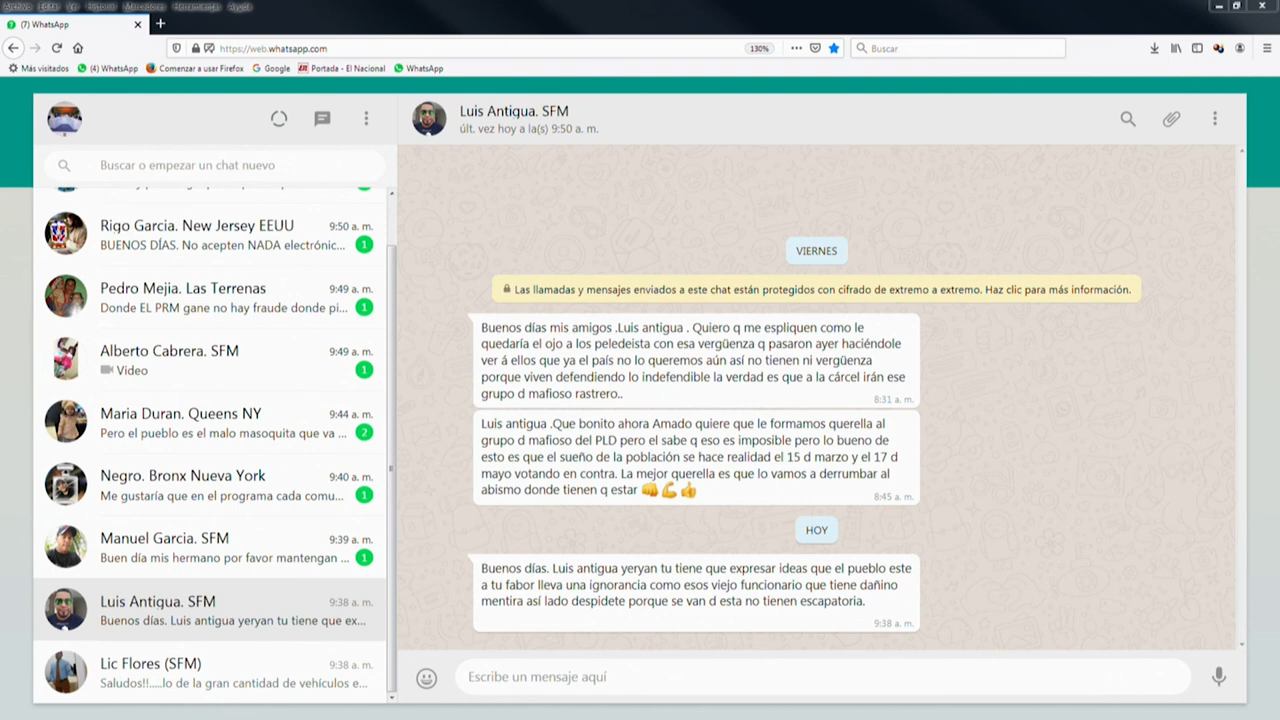 Archivo Editar Ver Historial Marcadores Herramientas Ayuda
(7) WhatsApp
https://web.whatsapp.com
130%
Buscar
Más visitados
(4) WhatsApp
Comenzar a usar Firefox
Google
Portada - El Nacional
WhatsApp
Buscar o empezar un chat nuevo
Rigo Garcia. New Jersey EEUU 9:50 a. m.
BUENOS DÍAS. No acepten NADA electrónic... 1
Pedro Mejia. Las Terrenas 9:49 a. m.
Donde EL PRM gane no hay fraude donde pi... 1
Alberto Cabrera. SFM 9:49 a. m.
Video 1
Maria Duran. Queens NY 9:44 a. m.
Pero el pueblo es el malo masoquita que va ... 2
Negro. Bronx Nueva York 9:40 a. m.
Me gustaría que en el programa cada comu... 1
Manuel Garcia. SFM 9:39 a. m.
Buen día mis hermano por favor mantengan ... 1
Luis Antigua. SFM 9:38 a. m.
Buenos días. Luis antigua yeryan tu tiene que ex...
Lic Flores (SFM) 9:38 a. m.
Saludos!!.....lo de la gran cantidad de vehículos e...
Luis Antigua. SFM
últ. vez hoy a la(s) 9:50 a. m.
VIERNES
Las llamadas y mensajes enviados a este chat están protegidos con cifrado de extremo a extremo. Haz clic para más información.
Buenos días mis amigos .Luis antigua . Quiero q me espliquen como le
quedaría el ojo a los peledeista con esa vergüenza q pasaron ayer haciéndole
ver á ellos que ya el país no lo queremos aún así no tienen ni vergüenza
porque viven defendiendo lo indefendible la verdad es que a la cárcel irán ese
grupo d mafioso rastrero..
8:31 a. m.
Luis antigua .Que bonito ahora Amado quiere que le formamos querella al
grupo d mafioso del PLD pero el sabe q eso es imposible pero lo bueno de
esto es que el sueño de la población se hace realidad el 15 d marzo y el 17 d
mayo votando en contra. La mejor querella es que lo vamos a derrumbar al
abismo donde tienen q estar 👊💪👍
8:45 a. m.
HOY
Buenos días. Luis antigua yeryan tu tiene que expresar ideas que el pueblo este
a tu fabor lleva una ignorancia como esos viejo funcionario que tiene dañino
mentira así lado despidete porque se van d esta no tienen escapatoria.
9:38 a. m.
Escribe un mensaje aquí